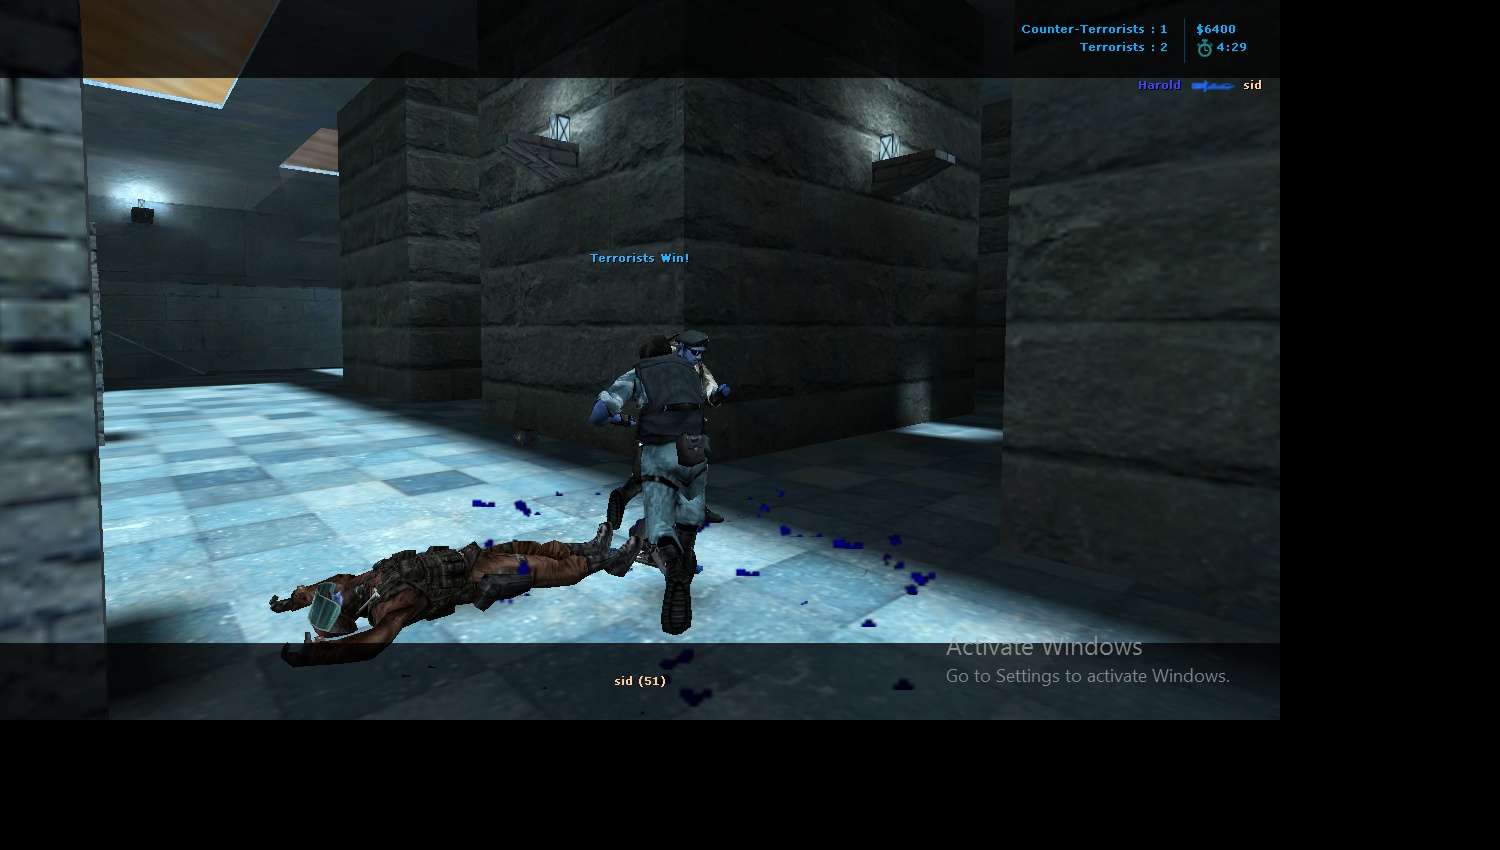 Counter-Terrorists : 1
$6400
Terrorists : 2
4:29
Harold sid
Terrorists Win!
Activate Windows
Go to Settings to activate Windows.
sid (51)